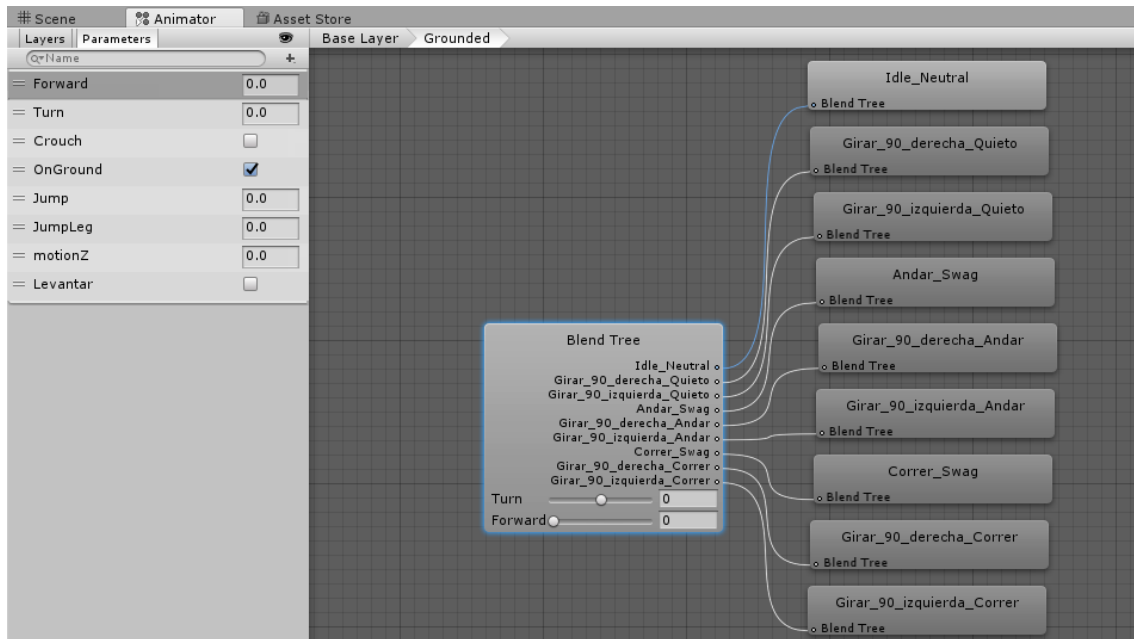 Scene Animator Asset Store
Layers Parameters
Name
Base Layer Grounded
Forward 0.0
Turn 0.0
Crouch
OnGround
Jump 0.0
JumpLeg 0.0
motionZ 0.0
Levantar
Blend Tree
Idle_Neutral
Girar_90_derecha_Quieto
Girar_90_izquierda_Quieto
Andar_Swag
Girar_90_derecha_Andar
Girar_90_izquierda_Andar
Correr_Swag
Girar_90_derecha_Correr
Girar_90_izquierda_Correr
Turn 0
Forward 0
Idle_Neutral
Blend Tree
Girar_90_derecha_Quieto
Blend Tree
Girar_90_izquierda_Quieto
Blend Tree
Andar_Swag
Blend Tree
Girar_90_derecha_Andar
Blend Tree
Girar_90_izquierda_Andar
Blend Tree
Correr_Swag
Blend Tree
Girar_90_derecha_Correr
Blend Tree
Girar_90_izquierda_Correr
Blend Tree